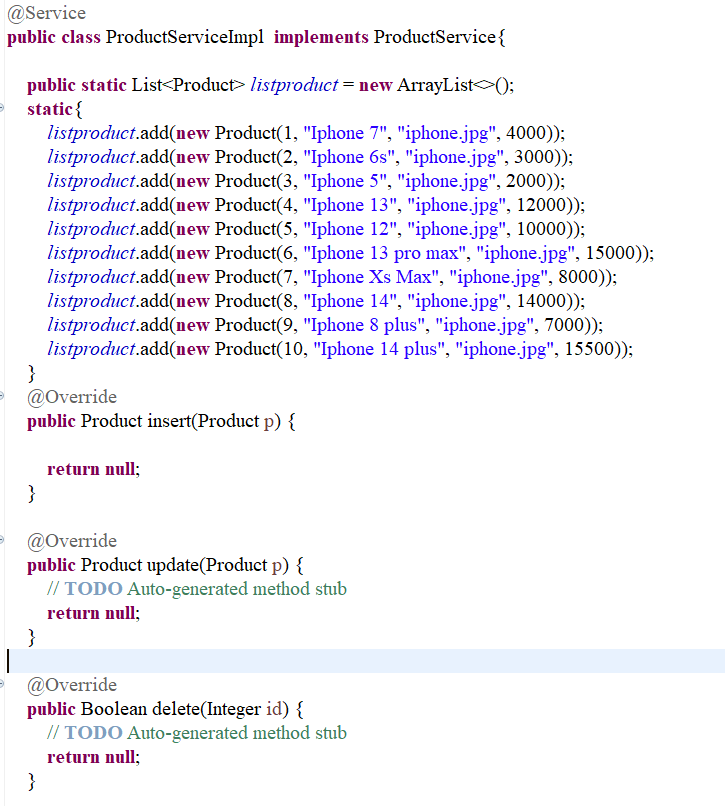 @Service
public class ProductServiceImpl  implements ProductService{
public static List<Product> listproduct = new ArrayList<>();
static{
listproduct.add(new Product(1, "Iphone 7", "iphone.jpg", 4000));
listproduct.add(new Product(2, "Iphone 6s", "iphone.jpg", 3000));
listproduct.add(new Product(3, "Iphone 5", "iphone.jpg", 2000));
listproduct.add(new Product(4, "Iphone 13", "iphone.jpg", 12000));
listproduct.add(new Product(5, "Iphone 12", "iphone.jpg", 10000));
listproduct.add(new Product(6, "Iphone 13 pro max", "iphone.jpg", 15000));
listproduct.add(new Product(7, "Iphone Xs Max", "iphone.jpg", 8000));
listproduct.add(new Product(8, "Iphone 14", "iphone.jpg", 14000));
listproduct.add(new Product(9, "Iphone 8 plus", "iphone.jpg", 7000));
listproduct.add(new Product(10, "Iphone 14 plus", "iphone.jpg", 15500));
}
@Override
public Product insert(Product p) {
return null;
}
@Override
public Product update(Product p) {
// TODO Auto-generated method stub
return null;
}
@Override
public Boolean delete(Integer id) {
// TODO Auto-generated method stub
return null;
}